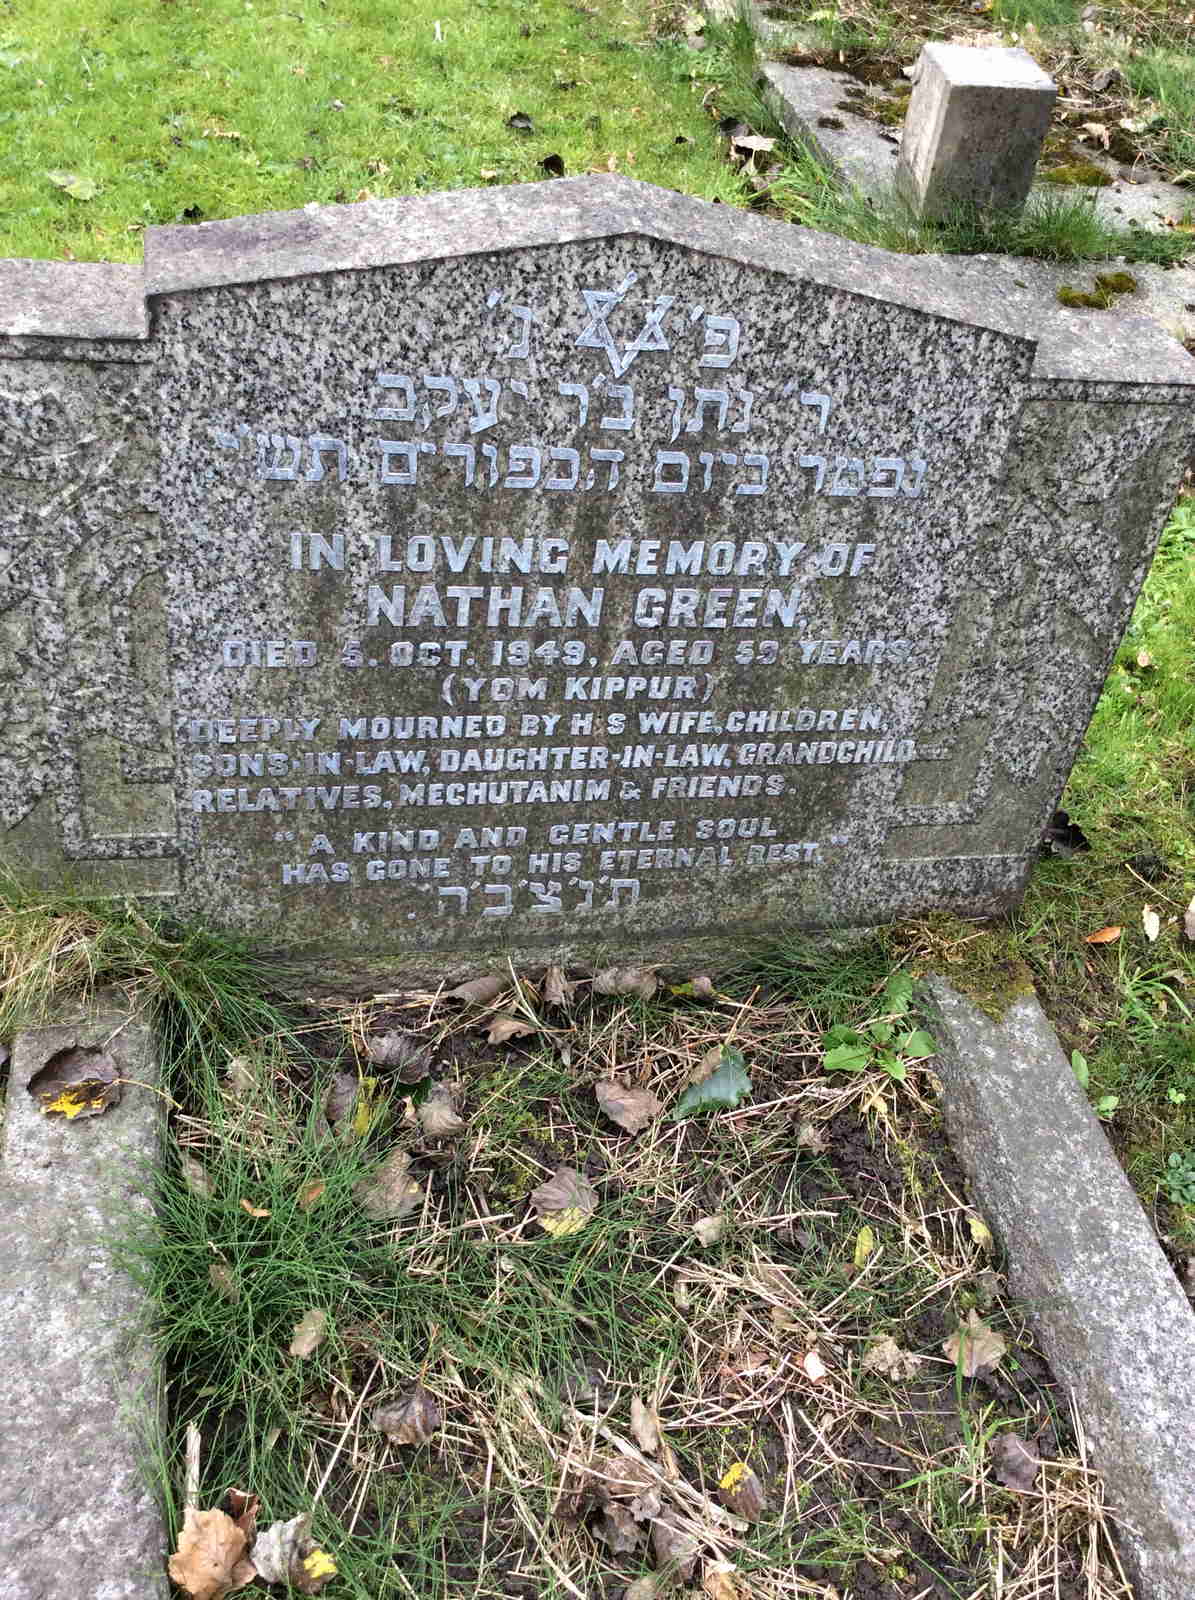 פ׳ נ׳
ר׳ נתן ב׳ר יעקב
נפטר ביום הכפורים תש״י.
IN LOVING MEMORY OF
NATHAN GREEN.
DIED 5. OCT. 1949, AGED 59 YEARS.
(YOM KIPPUR)
DEEPLY MOURNED BY H S WIFE, CHILDREN,
SONS-IN-LAW, DAUGHTER-IN-LAW, GRANDCHILD
RELATIVES, MECHUTANIM & FRIENDS.
"A KIND AND GENTLE SOUL
HAS GONE TO HIS ETERNAL REST."
ת׳נ׳צ׳ב׳ה.